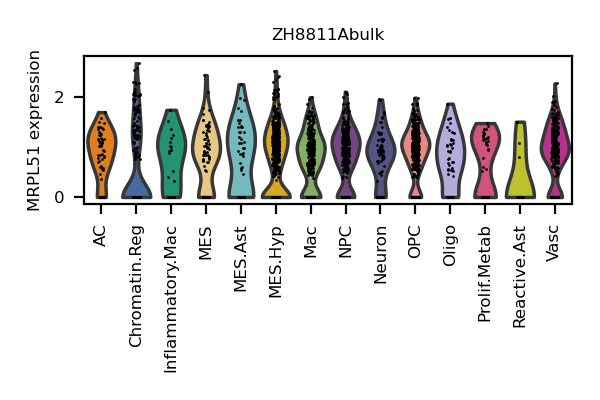 ZH8811Abulk
MRPL51 expression
2
0
AC
Chromatin.Reg
Inflammatory.Mac
MES
MES.Ast
MES.Hyp
Mac
NPC
Neuron
OPC
Oligo
Prolif.Metab
Reactive.Ast
Vasc